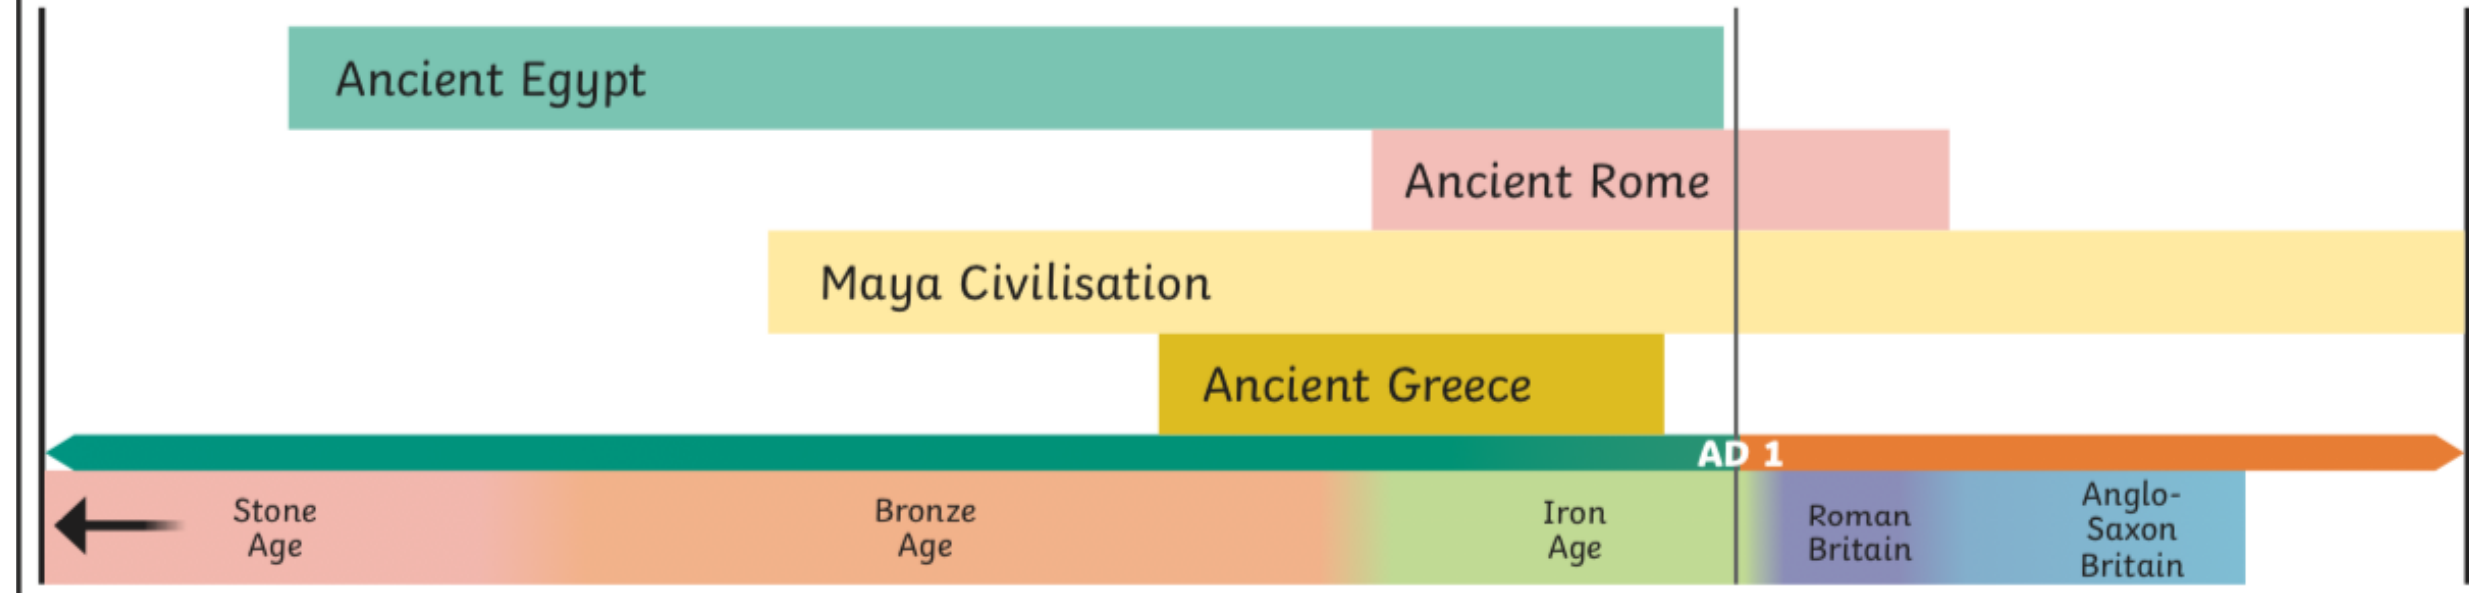 Ancient Egypt
Ancient Rome
Maya Civilisation
Ancient Greece
AD 1
Stone
Age
Bronze
Age
Iron
Age
Roman
Britain
Anglo-
Saxon
Britain